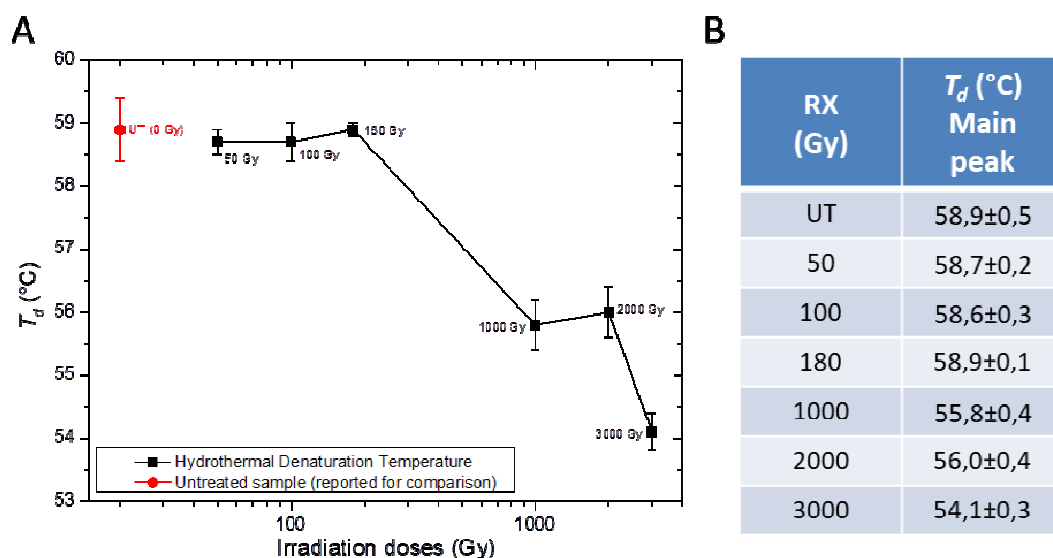 A
B
60
59
58
57
56
55
54
53
T_d (°C)
UT (0 Gy)
50 Gy
100 Gy
1000 Gy
2000 Gy
3000 Gy
Hydrothermal Denaturation Temperature
Untreated sample (reported for comparison)
100
1000
Irradiation doses (Gy)
RX
(Gy)
T_d (°C)
Main
peak
UT
58,9±0,5
50
58,7±0,2
100
58,6±0,3
180
58,9±0,1
1000
55,8±0,4
2000
56,0±0,4
3000
54,1±0,3